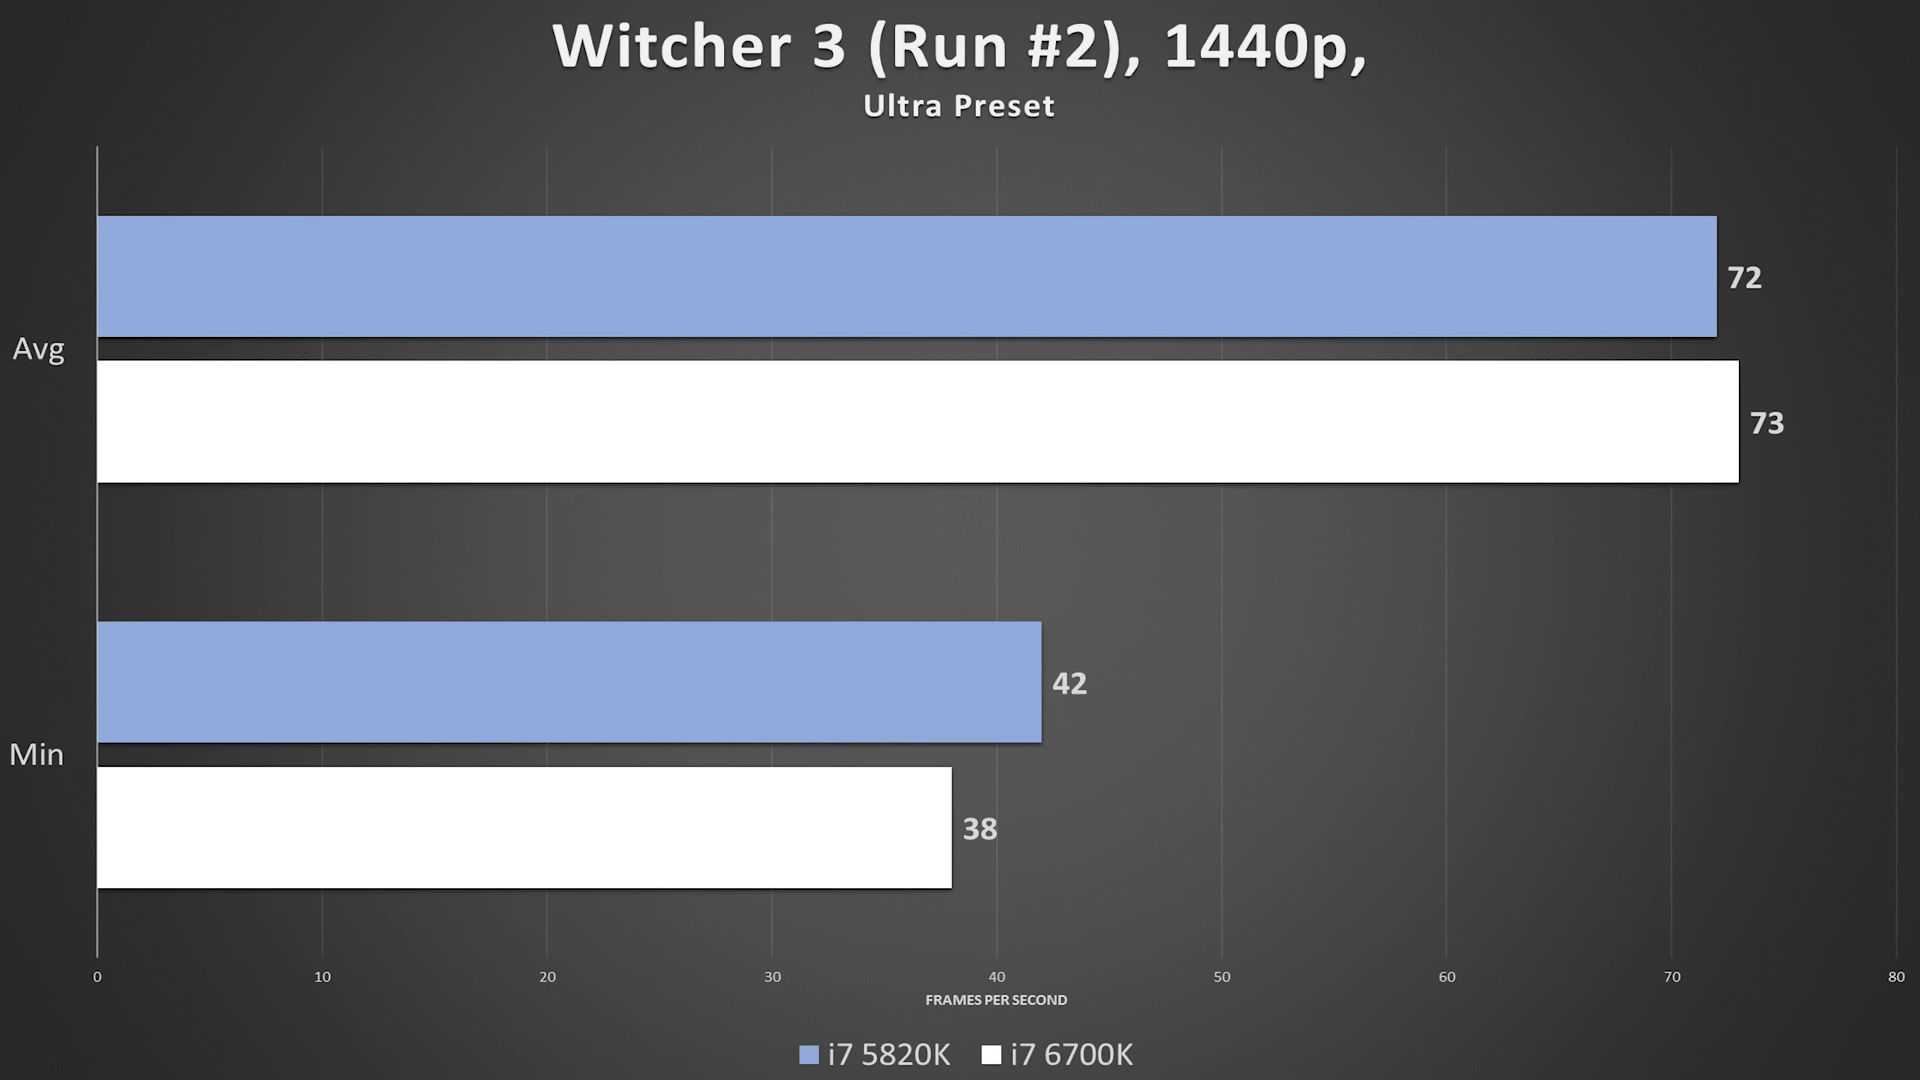 Witcher 3 (Run #2), 1440p,
Ultra Preset
Avg
72
73
Min
42
38
0 10 20 30 40 50 60 70 80
FRAMES PER SECOND
i7 5820K i7 6700K